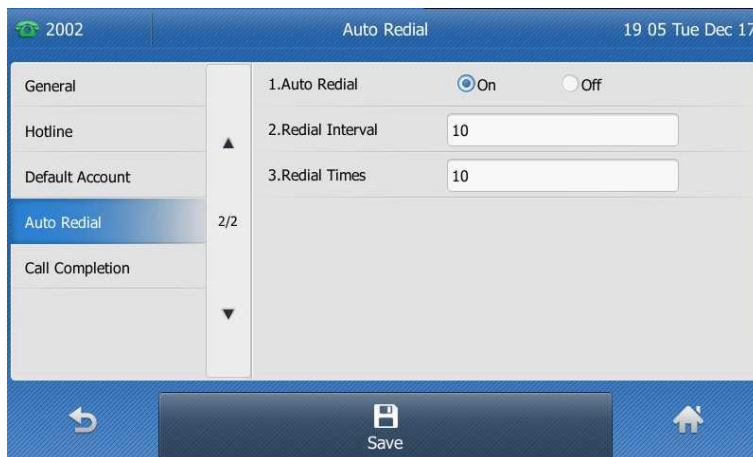 2002 Auto Redial 19 05 Tue Dec 17
General
Hotline
Default Account
Auto Redial
Call Completion
2/2
1.Auto Redial On Off
2.Redial Interval 10
3.Redial Times 10
Save